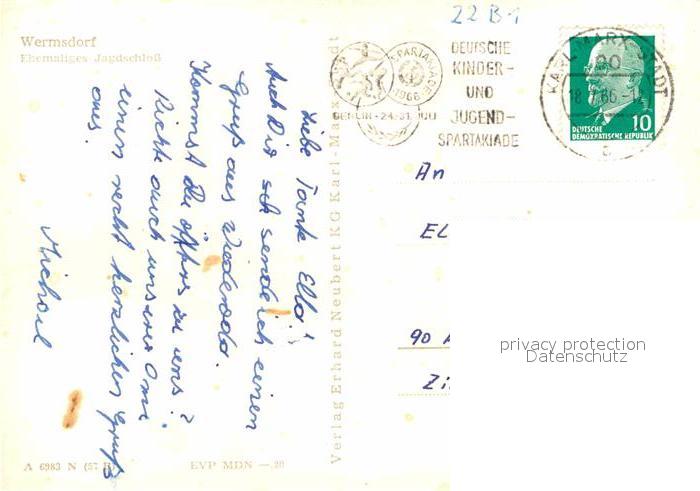 22 B 1
Wermsdorf
Ehemaliges Jagdschloß
SPARTAKIADE
1966
BERLIN · 24.-31. JULI
DEUTSCHE
KINDER-
UND
JUGEND-
SPARTAKIADE
KARL-MARX-STADT
90
10
DEUTSCHE
DEMOKRATISCHE REPUBLIK
Liebe Tante Ella!
Auch Dir sende ich einen
Gruß aus Wiederoda.
Kommst Du öfters zu uns?
Richte auch unserer Oma
einen recht herzlichen Gruß
aus.
Michael
Verlag Erhard Neubert KG Karl-Marx-Stadt
An
EL
90
privacy protection
Datenschutz
A 6983 N (57 R)
EVP MDN —.20